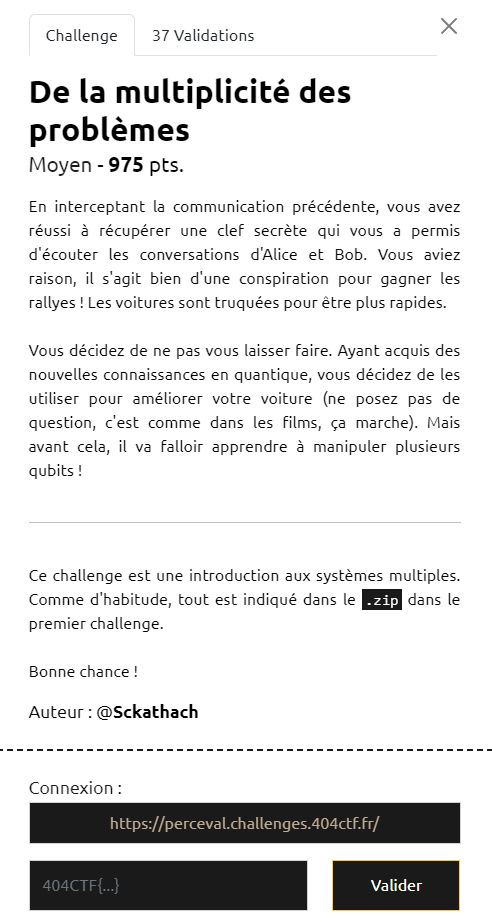 Challenge
37 Validations
De la multiplicité des
problèmes
Moyen - 975 pts.
En interceptant la communication précédente, vous avez
réussi à récupérer une clef secrète qui vous a permis
d'écouter les conversations d'Alice et Bob. Vous aviez
raison, il s'agit bien d'une conspiration pour gagner les
rallyes ! Les voitures sont truquées pour être plus rapides.
Vous décidez de ne pas vous laisser faire. Ayant acquis des
nouvelles connaissances en quantique, vous décidez de les
utiliser pour améliorer votre voiture (ne posez pas de
question, c'est comme dans les films, ça marche). Mais
avant cela, il va falloir apprendre à manipuler plusieurs
qubits !
Ce challenge est une introduction aux systèmes multiples.
Comme d'habitude, tout est indiqué dans le .zip dans le
premier challenge.
Bonne chance !
Auteur : @Sckathach
Connexion :
https://perceval.challenges.404ctf.fr/
404CTF{...}
Valider